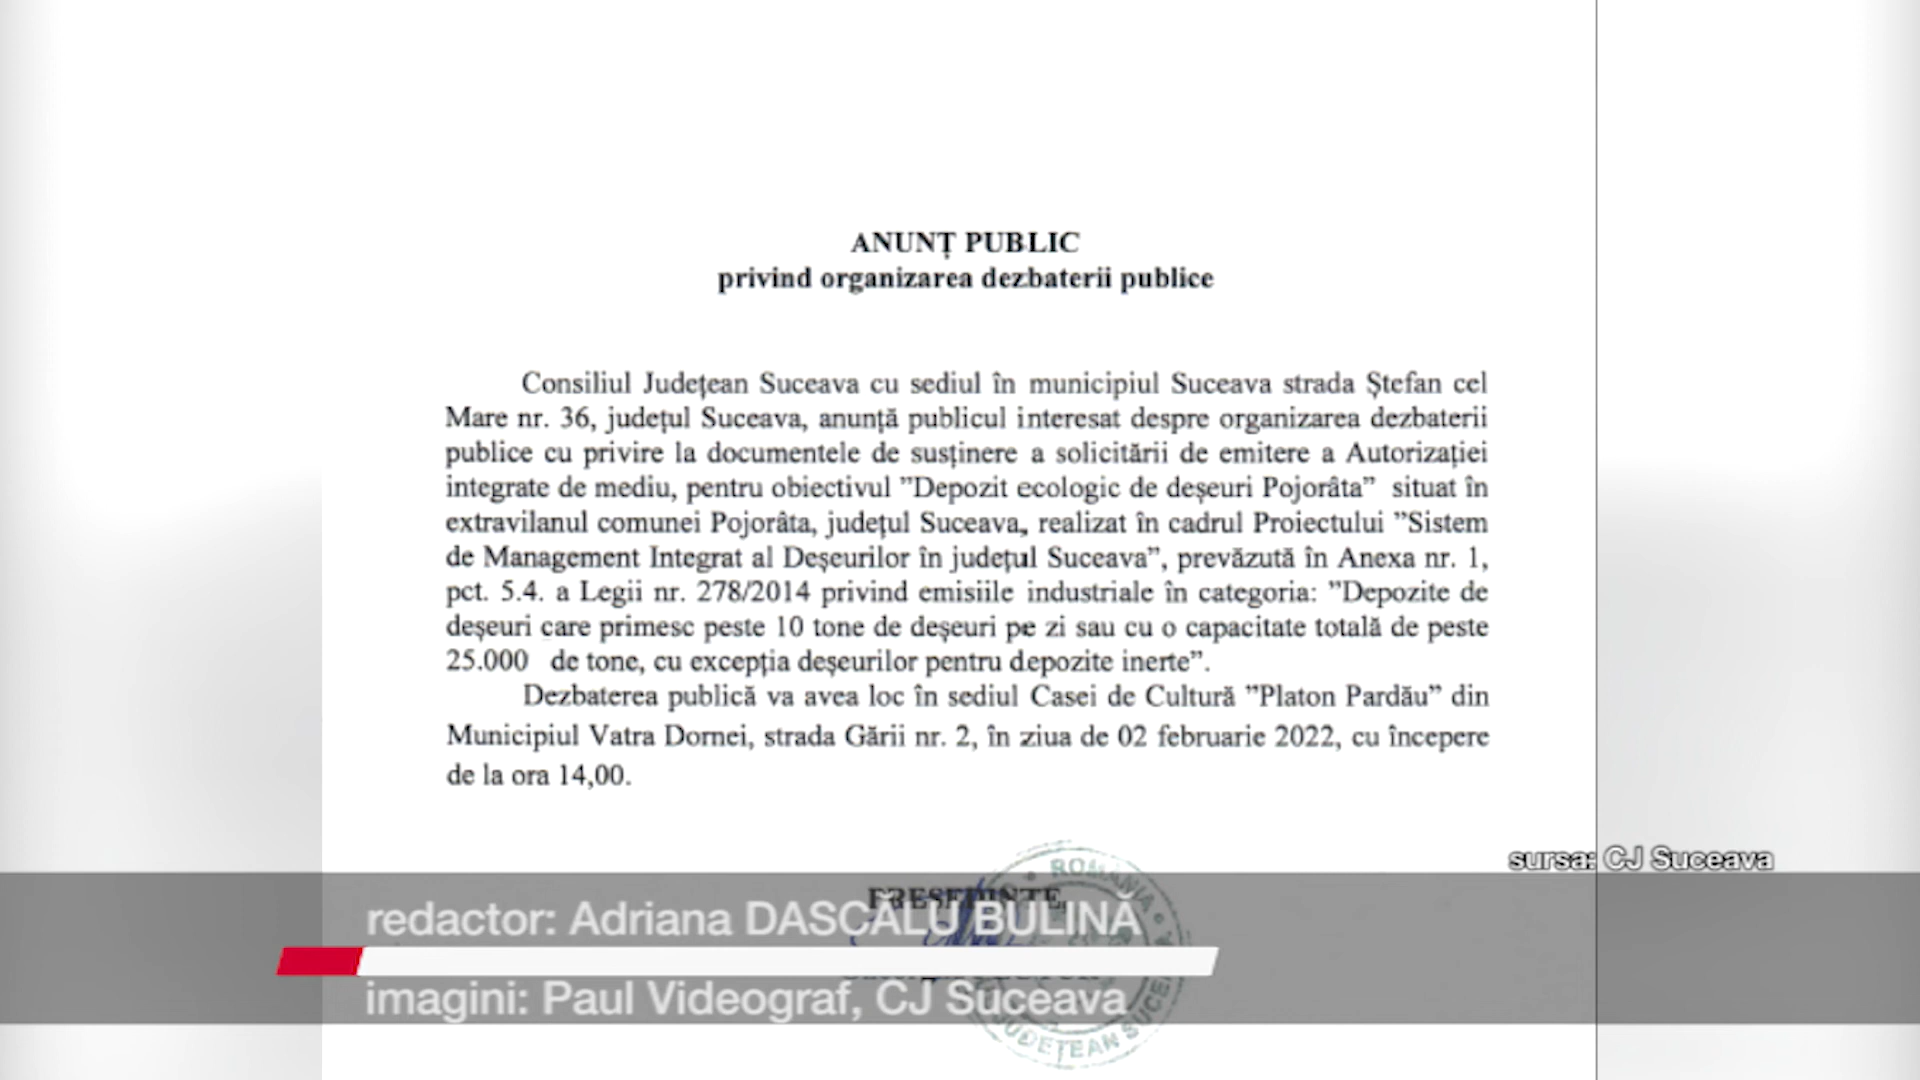 ANUNȚ PUBLIC
privind organizarea dezbaterii publice
Consiliul Județean Suceava cu sediul în municipiul Suceava strada Ștefan cel
Mare nr. 36, județul Suceava, anunță publicul interesat despre organizarea dezbaterii
publice cu privire la documentele de susținere a solicitării de emitere a Autorizației
integrate de mediu, pentru obiectivul ”Depozit ecologic de deșeuri Pojorâta” situat în
extravilanul comunei Pojorâta, județul Suceava, realizat în cadrul Proiectului ”Sistem
de Management Integrat al Deșeurilor în județul Suceava”, prevăzută în Anexa nr. 1,
pct. 5.4. a Legii nr. 278/2014 privind emisiile industriale în categoria: ”Depozite de
deșeuri care primesc peste 10 tone de deșeuri pe zi sau cu o capacitate totală de peste
25.000 de tone, cu excepția deșeurilor pentru depozite inerte”.
Dezbaterea publică va avea loc în sediul Casei de Cultură ”Platon Pardău” din
Municipiul Vatra Dornei, strada Gării nr. 2, în ziua de 02 februarie 2022, cu începere
de la ora 14,00.
sursa: CJ Suceava
ROMÂNIA
PREȘEDINTE
redactor: Adriana DASCĂLU BULINĂ
imagini: Paul Videograf, CJ Suceava
JUDEȚEAN SUCEAVA